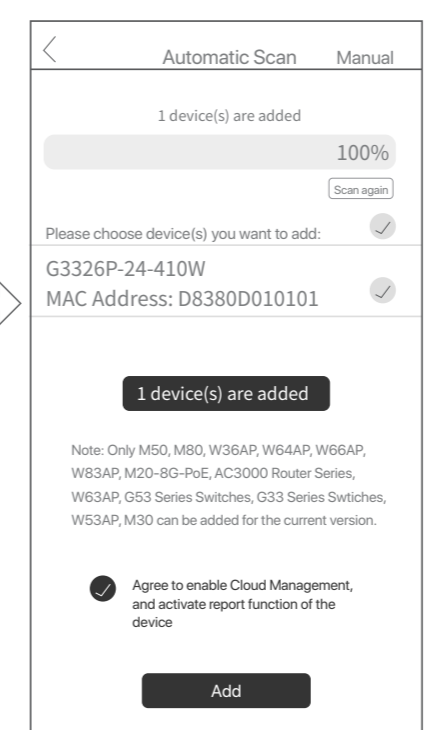 Automatic Scan Manual
1 device(s) are added
100%
Scan again
Please choose device(s) you want to add:
G3326P-24-410W
MAC Address: D8380D010101
1 device(s) are added
Note: Only M50, M80, W36AP, W64AP, W66AP,
W83AP, M20-8G-PoE, AC3000 Router Series,
W63AP, G53 Series Switches, G33 Series Swtiches,
W53AP, M30 can be added for the current version.
Agree to enable Cloud Management,
and activate report function of the
device
Add